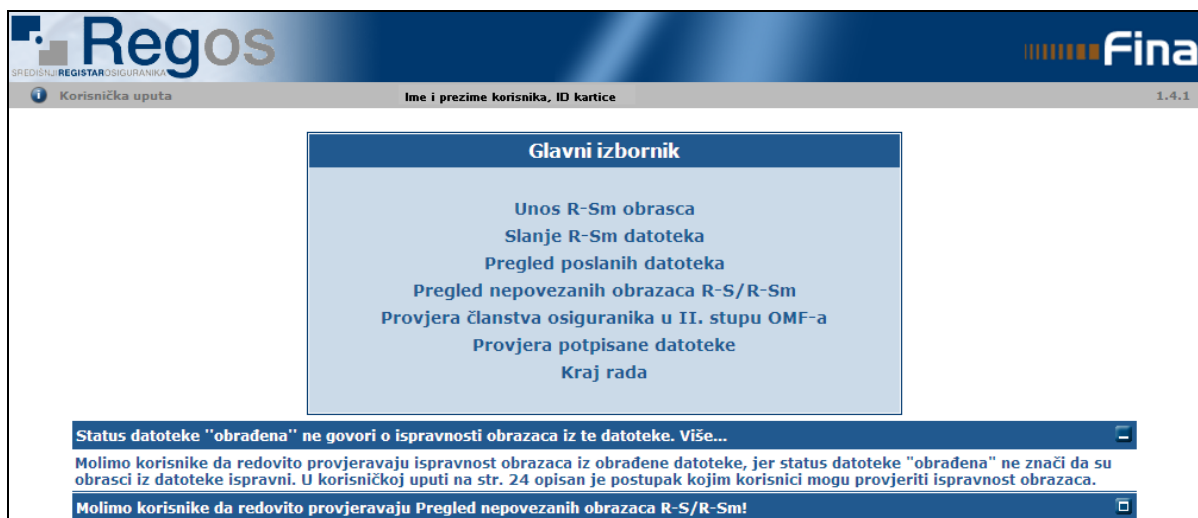 Regos
SREDIŠNJI REGISTAR OSIGURANIKA
Fina
Korisnička uputa
Ime i prezime korisnika, ID kartice
1.4.1
Glavni izbornik
Unos R-Sm obrasca
Slanje R-Sm datoteka
Pregled poslanih datoteka
Pregled nepovezanih obrazaca R-S/R-Sm
Provjera članstva osiguranika u II. stupu OMF-a
Provjera potpisane datoteke
Kraj rada
Status datoteke ''obrađena'' ne govori o ispravnosti obrazaca iz te datoteke. Više...
Molimo korisnike da redovito provjeravaju ispravnost obrazaca iz obrađene datoteke, jer status datoteke "obrađena" ne znači da su
obrasci iz datoteke ispravni. U korisničkoj uputi na str. 24 opisan je postupak kojim korisnici mogu provjeriti ispravnost obrazaca.
Molimo korisnike da redovito provjeravaju Pregled nepovezanih obrazaca R-S/R-Sm!